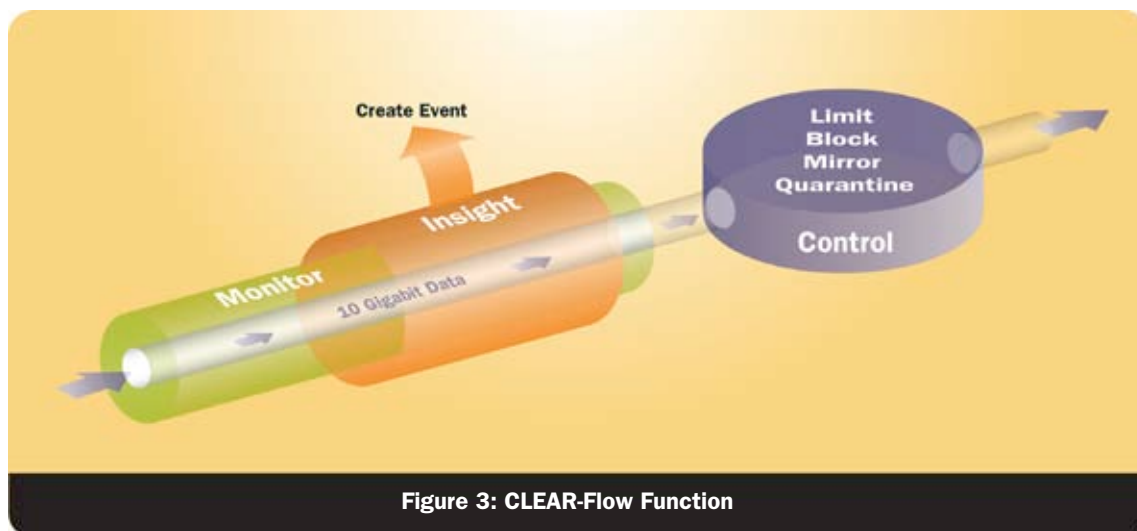 Create Event
Limit
Block
Mirror
Quarantine
Control
Insight
Monitor
10 Gigabit Data
Figure 3: CLEAR-Flow Function